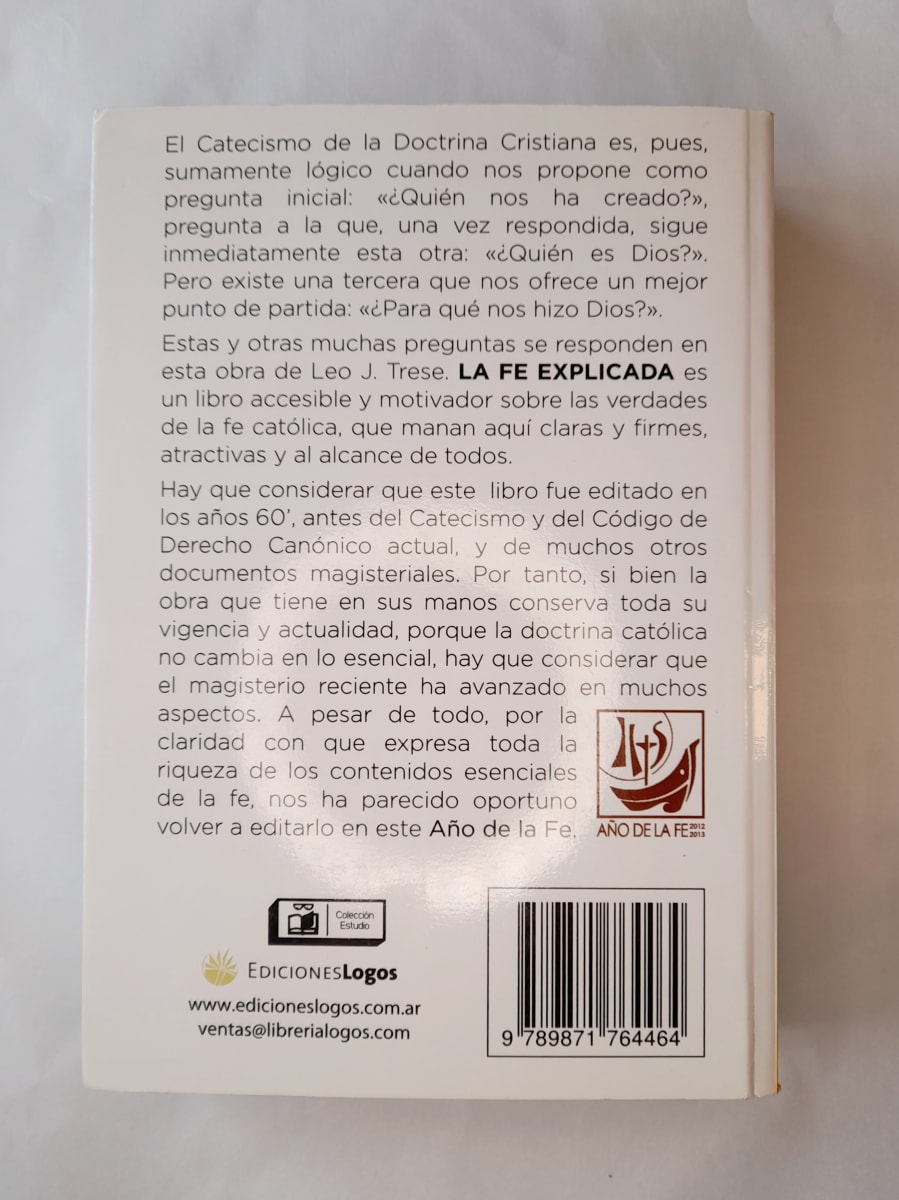 El Catecismo de la Doctrina Cristiana es, pues,
sumamente lógico cuando nos propone como
pregunta inicial: «¿Quién nos ha creado?»,
pregunta a la que, una vez respondida, sigue
inmediatamente esta otra: «¿Quién es Dios?».
Pero existe una tercera que nos ofrece un mejor
punto de partida: «¿Para qué nos hizo Dios?».
Estas y otras muchas preguntas se responden en
esta obra de Leo J. Trese. LA FE EXPLICADA es
un libro accesible y motivador sobre las verdades
de la fe católica, que manan aquí claras y firmes,
atractivas y al alcance de todos.
Hay que considerar que este libro fue editado en
los años 60', antes del Catecismo y del Código de
Derecho Canónico actual, y de muchos otros
documentos magisteriales. Por tanto, si bien la
obra que tiene en sus manos conserva toda su
vigencia y actualidad, porque la doctrina católica
no cambia en lo esencial, hay que considerar que
el magisterio reciente ha avanzado en muchos
aspectos. A pesar de todo, por la
claridad con que expresa toda la
riqueza de los contenidos esenciales
de la fe, nos ha parecido oportuno
volver a editarlo en este Año de la Fe.
AÑO DE LA FE 2012 2013
Colección
Estudio
EDICIONESLogos
www.edicioneslogos.com.ar
ventas@librerialogos.com
9 789871 764464